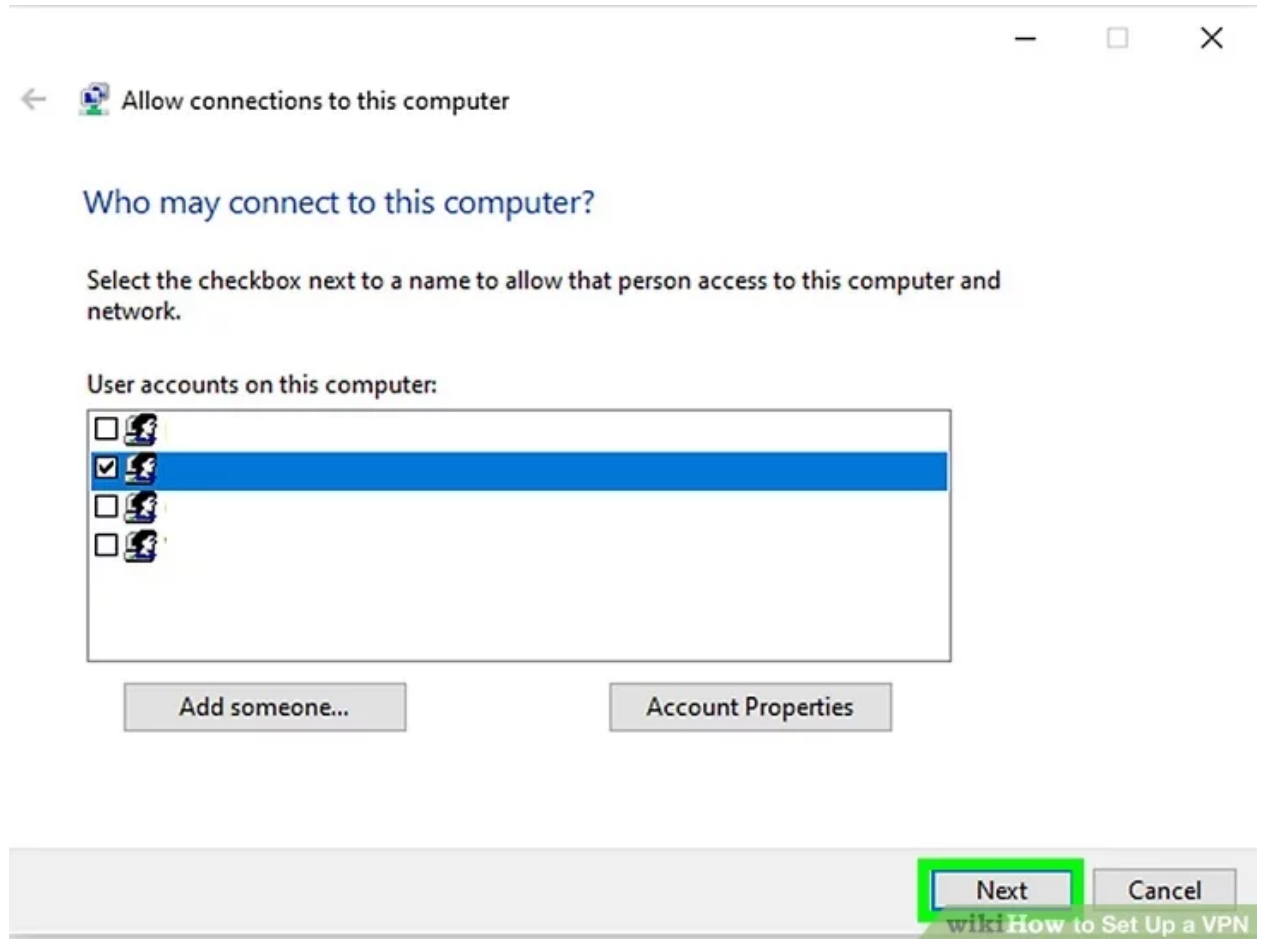 Allow connections to this computer
Who may connect to this computer?
Select the checkbox next to a name to allow that person access to this computer and
network.
User accounts on this computer:
Add someone...
Account Properties
Next
Cancel
wikiHow to Set Up a VPN